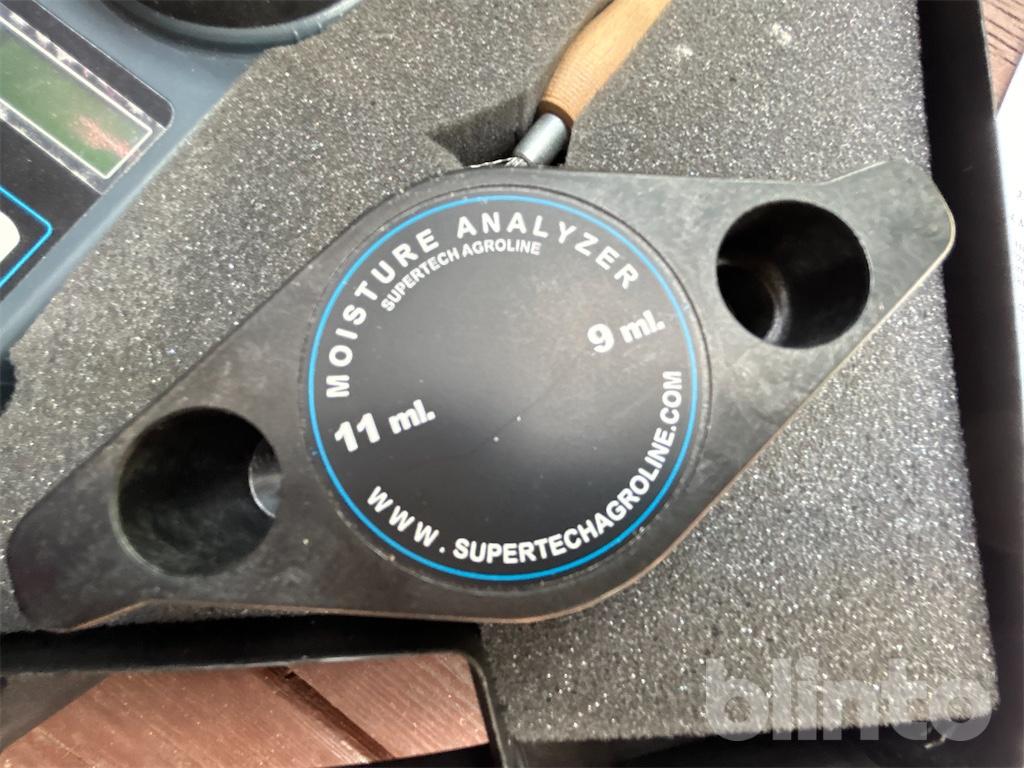 MOISTURE ANALYZER
SUPERTECH AGROLINE
9 ml.
11 ml.
WWW.SUPERTECHAGROLINE.COM
blinto